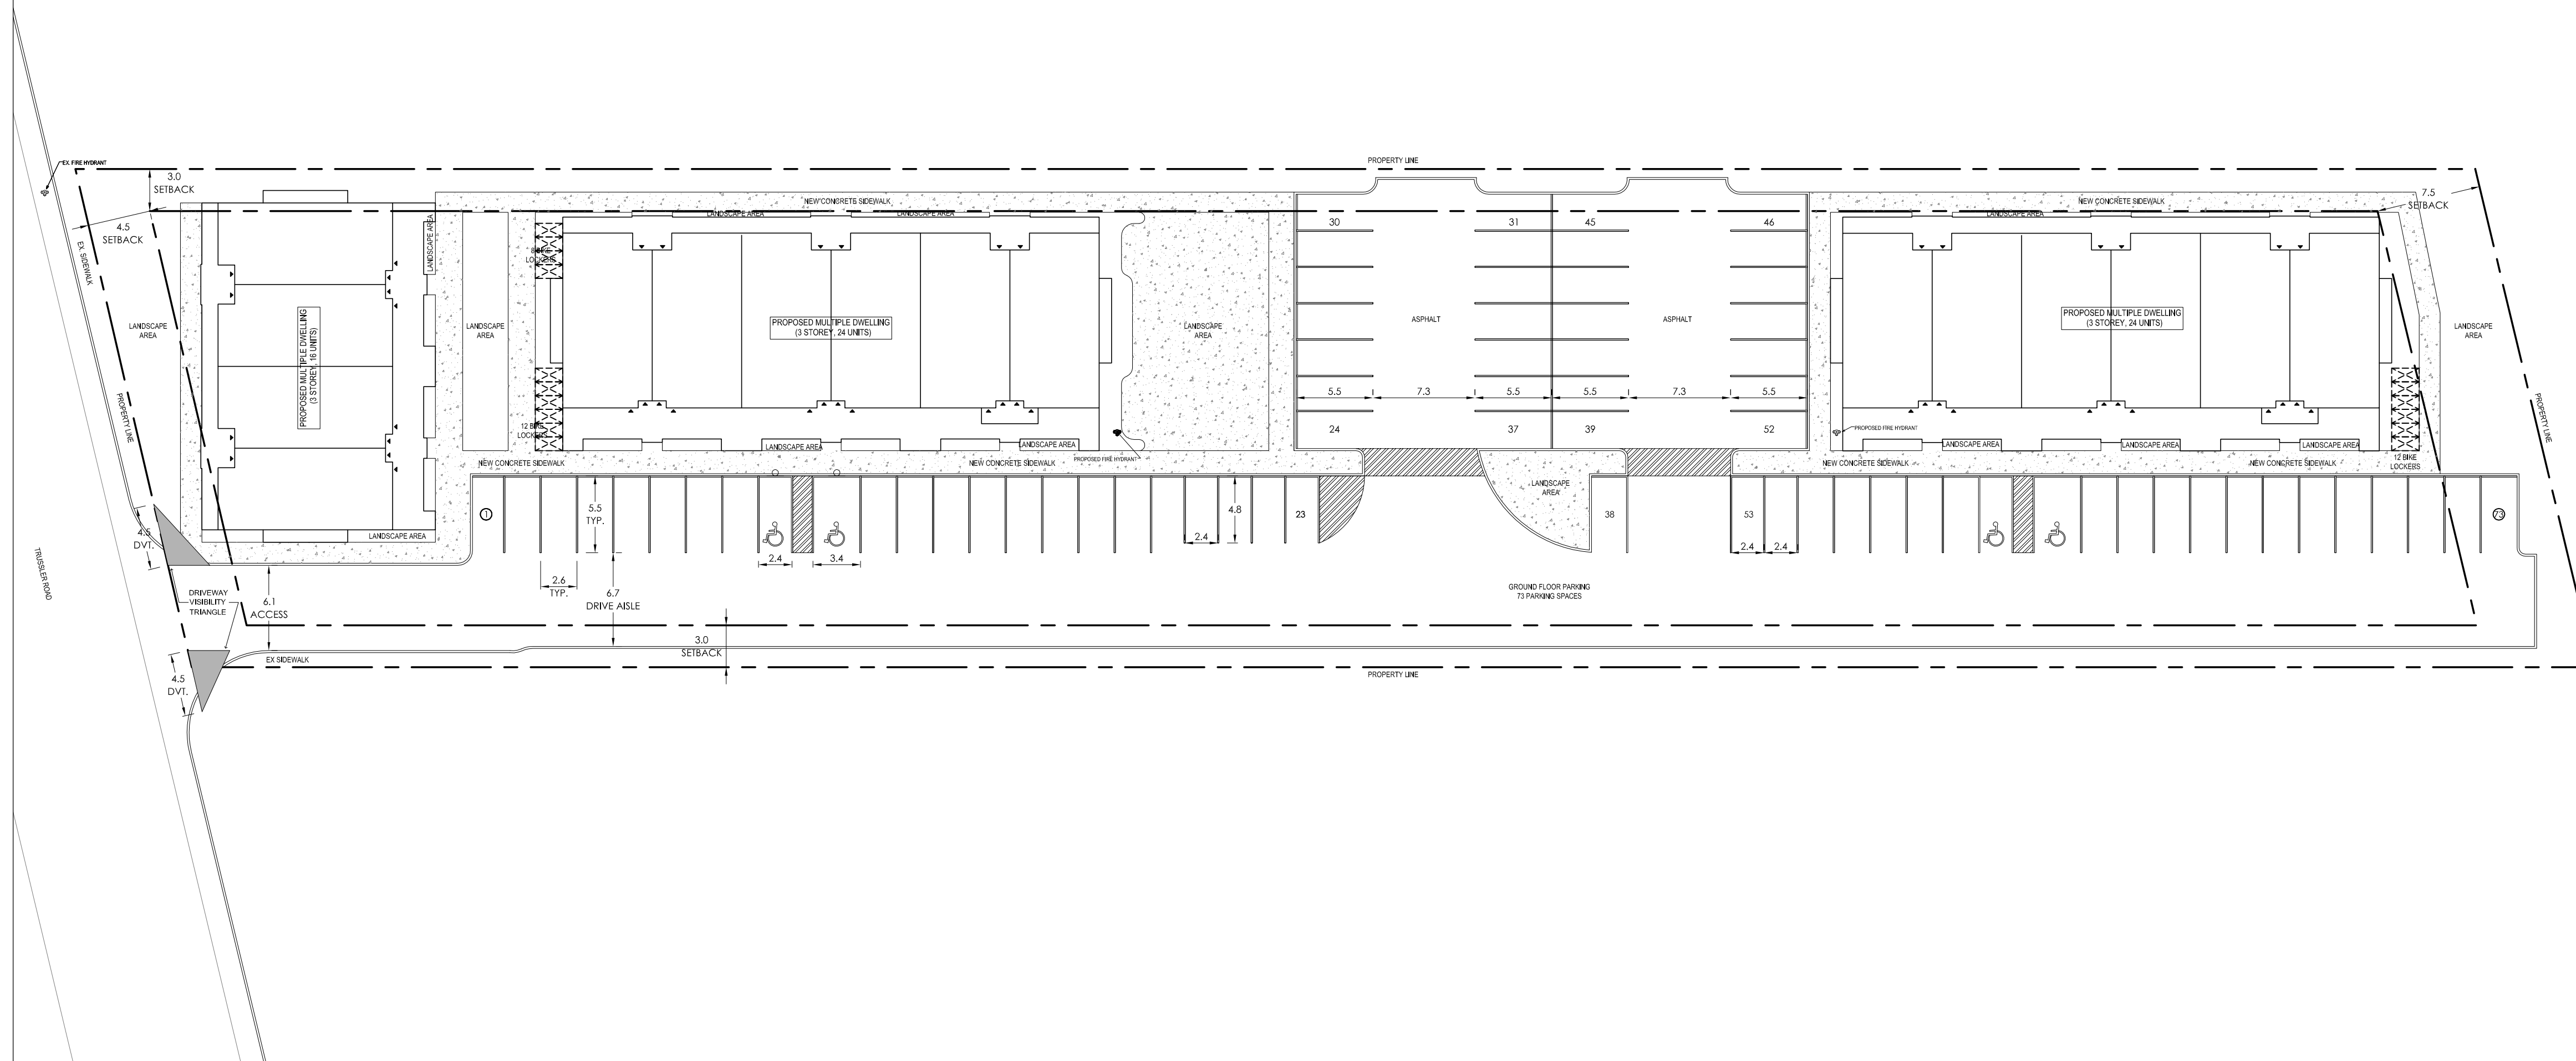 PROPERTY LINE
EX. FIRE HYDRANT
3.0
SETBACK
4.5
SETBACK
7.5
SETBACK
NEW CONCRETE SIDEWALK
NEW CONCRETE SIDEWALK
LANDSCAPE AREA
LANDSCAPE AREA
LANDSCAPE AREA
LANDSCAPE AREA
EX. SIDEWALK
30
31
45
46
8 BIKE
LOCKERS
LANDSCAPE
AREA
PROPOSED MULTIPLE DWELLING
(3 STOREY, 16 UNITS)
LANDSCAPE
AREA
PROPOSED MULTIPLE DWELLING
(3 STOREY, 24 UNITS)
LANDSCAPE
AREA
ASPHALT
ASPHALT
PROPOSED MULTIPLE DWELLING
(3 STOREY, 24 UNITS)
LANDSCAPE
AREA
PROPERTY LINE
PROPERTY LINE
5.5
7.3
5.5
5.5
7.3
5.5
24
37
39
52
12 BIKE
LOCKERS
LANDSCAPE AREA
LANDSCAPE AREA
PROPOSED FIRE HYDRANT
PROPOSED FIRE HYDRANT
LANDSCAPE AREA
LANDSCAPE AREA
LANDSCAPE AREA
12 BIKE
LOCKERS
NEW CONCRETE SIDEWALK
NEW CONCRETE SIDEWALK
NEW CONCRETE SIDEWALK
NEW CONCRETE SIDEWALK
LANDSCAPE
AREA
1
5.5
TYP.
4.8
23
38
53
73
LANDSCAPE AREA
4.5
DVT.
2.4
2.4
2.4
2.4
3.4
2.6
TYP.
6.7
DRIVE AISLE
GROUND FLOOR PARKING
73 PARKING SPACES
TRUSSLER ROAD
DRIVEWAY
VISIBILITY
TRIANGLE
6.1
ACCESS
3.0
SETBACK
EX SIDEWALK
4.5
DVT.
PROPERTY LINE